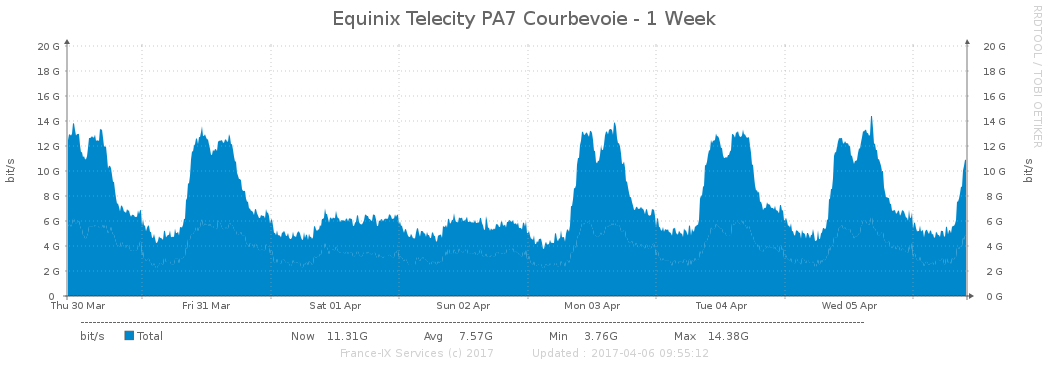 Equinix Telecity PA7 Courbevoie - 1 Week
RRDTOOL / TOBI OETIKER
bit/s
bit/s
20 G 20 G
18 G 18 G
16 G 16 G
14 G 14 G
12 G 12 G
10 G 10 G
8 G 8 G
6 G 6 G
4 G 4 G
2 G 2 G
0 0 G
Thu 30 Mar Fri 31 Mar Sat 01 Apr Sun 02 Apr Mon 03 Apr Tue 04 Apr Wed 05 Apr
bit/s Total Now 11.31G Avg 7.57G Min 3.76G Max 14.38G
France-IX Services (c) 2017 Updated : 2017-04-06 09:55:12